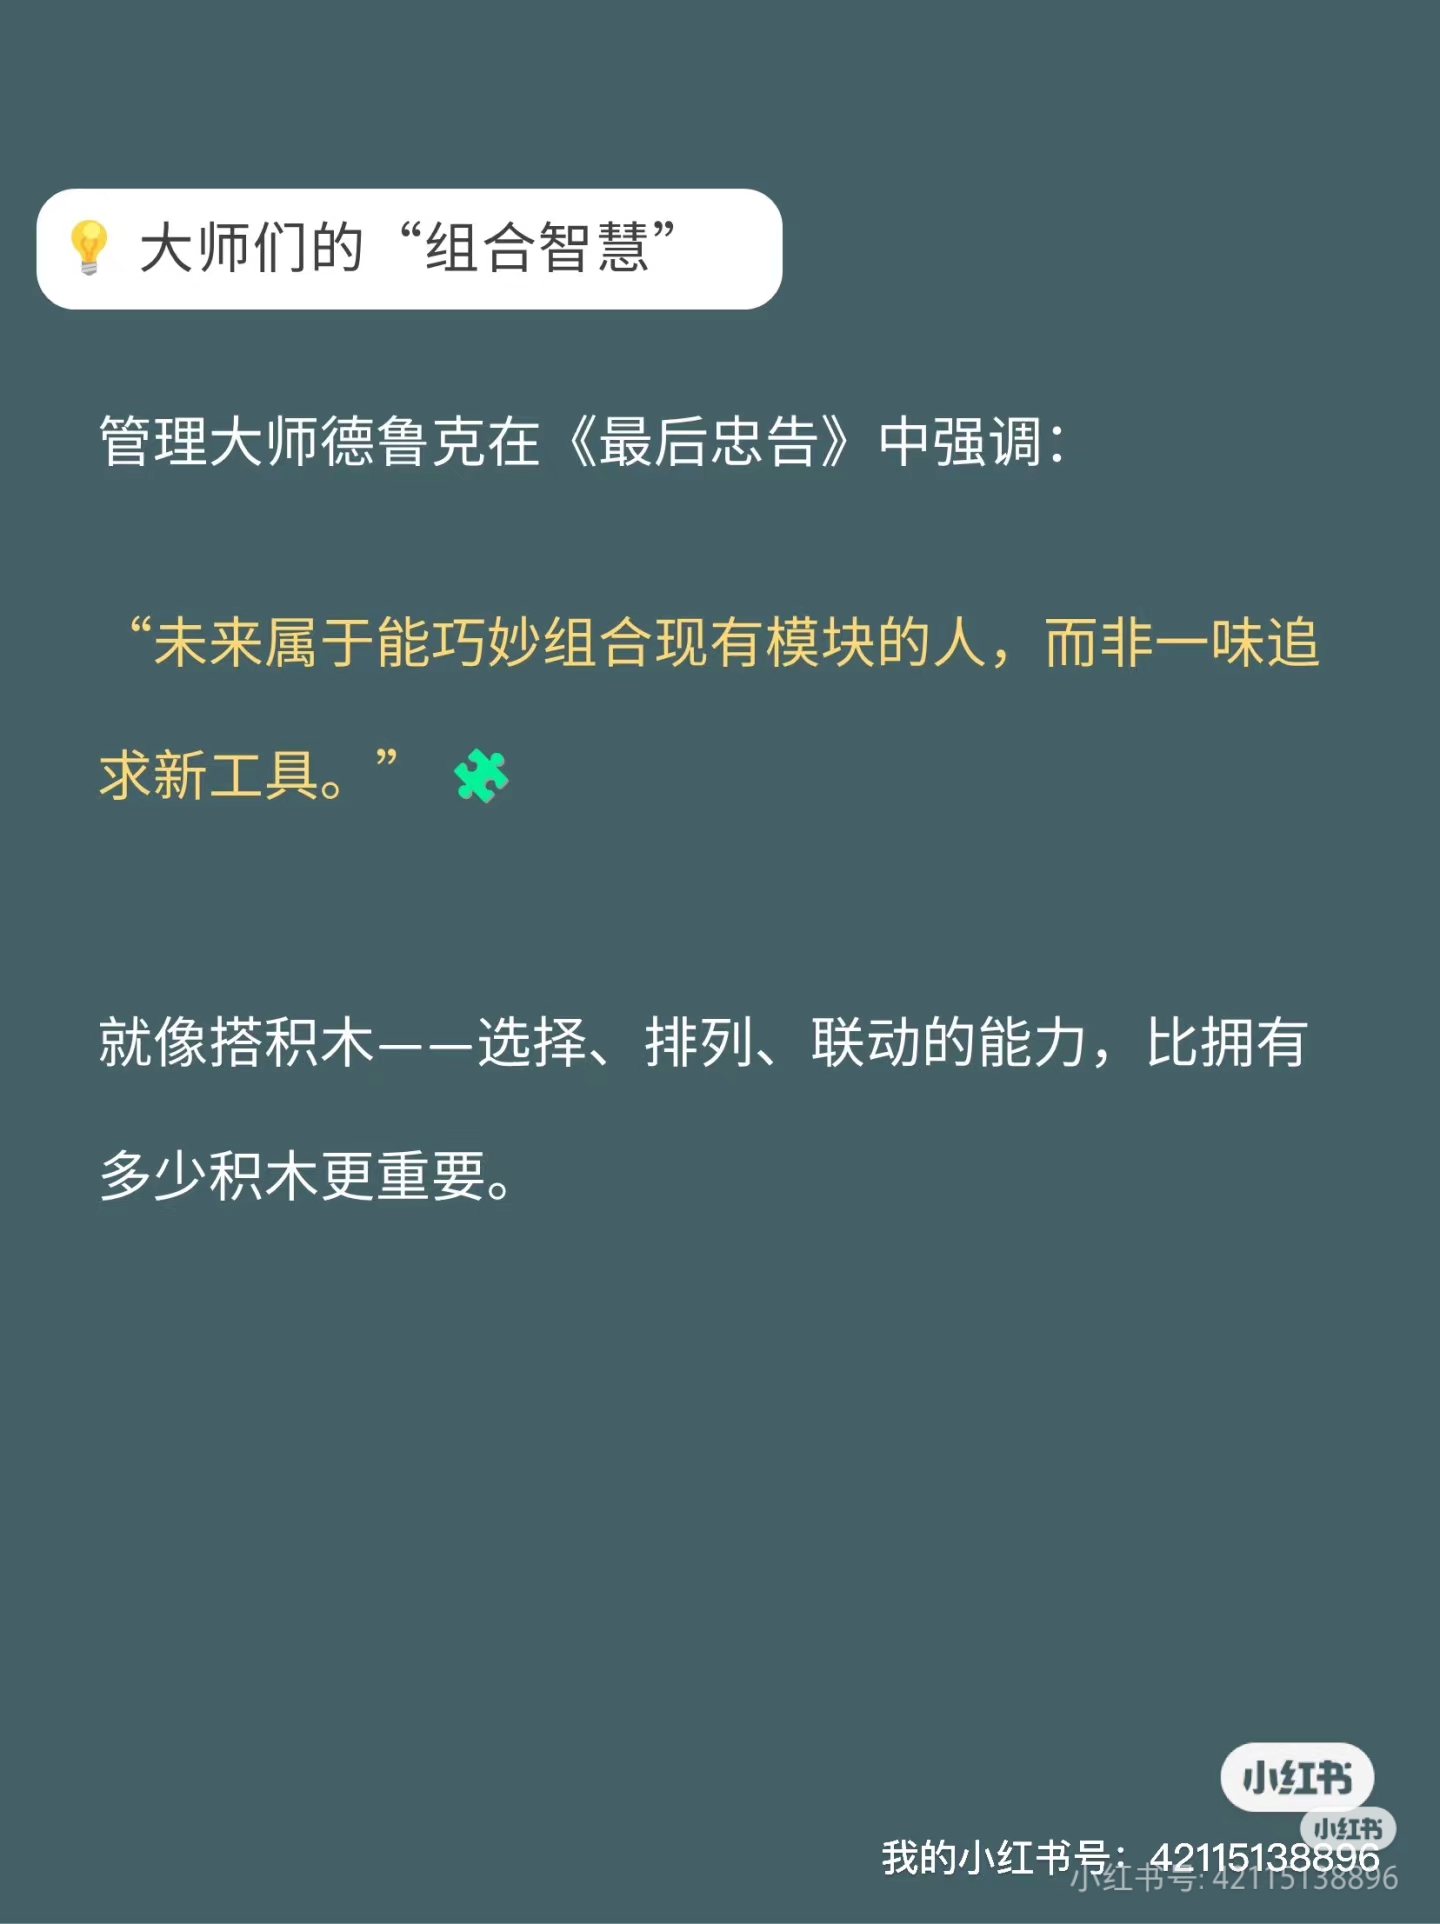 💡 大师们的“组合智慧”
管理大师德鲁克在《最后忠告》中强调：
“未来属于能巧妙组合现有模块的人，而非一味追
求新工具。” 🧩
就像搭积木——选择、排列、联动的能力，比拥有
多少积木更重要。
小红书
小红书
我的小红书号：42115138896
小红书号: 42115138896